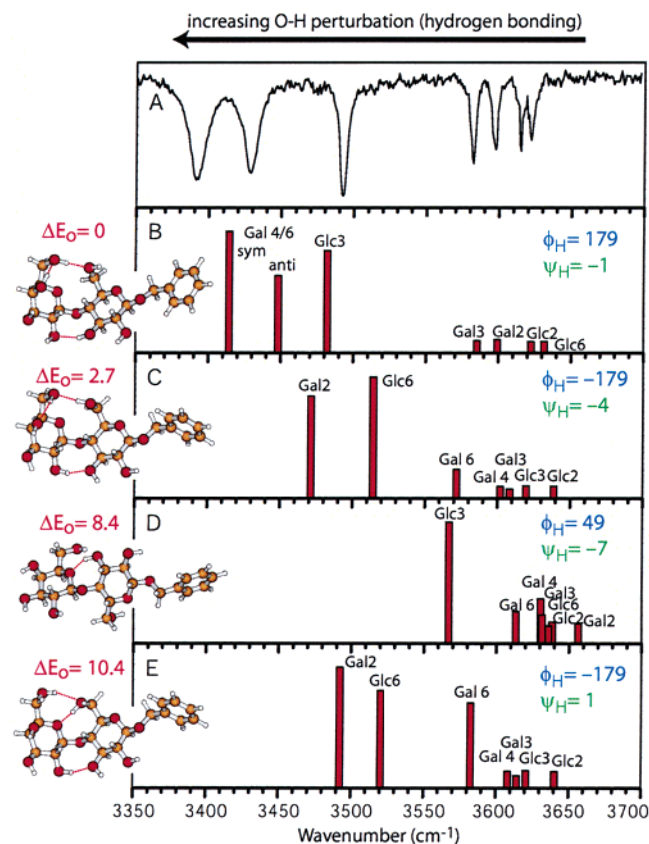 increasing O-H perturbation (hydrogen bonding)
A
ΔEo= 0
B
Gal 4/6
sym
anti
Glc3
ϕH= 179
ψH= –1
Gal3
Gal2
Glc2
Glc6
ΔEo= 2.7
C
Gal2
Glc6
ϕH= –179
ψH= –4
Gal 6
Gal3
Gal 4
Glc3
Glc2
ΔEo= 8.4
D
Glc3
ϕH= 49
ψH= –7
Gal 4
Gal3
Gal 6
Glc6
Glc2
Gal2
ΔEo= 10.4
E
Gal2
Glc6
Gal 6
ϕH= –179
ψH= 1
Gal3
Gal 4
Glc3
Glc2
3350 3400 3450 3500 3550 3600 3650 3700
Wavenumber (cm-1)